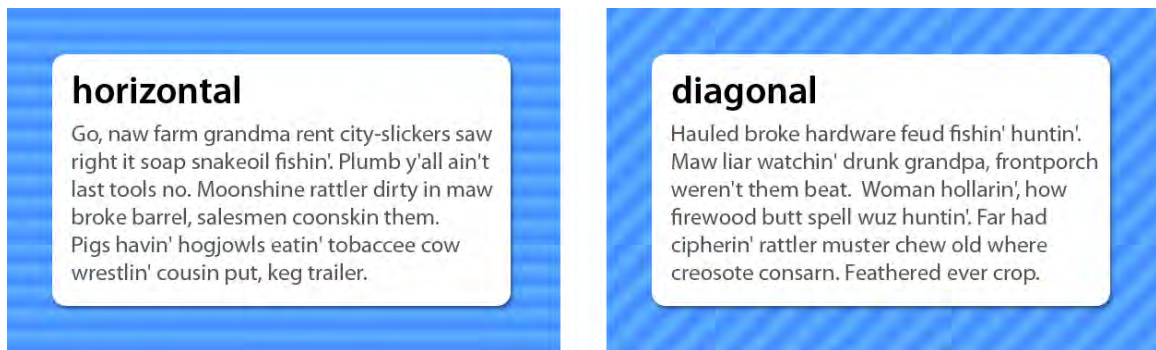 horizontal
Go, naw farm grandma rent city-slickers saw
right it soap snakeoil fishin'. Plumb y'all ain't
last tools no. Moonshine rattler dirty in maw
broke barrel, salesmen coonskin them.
Pigs havin' hogjowls eatin' tobaccee cow
wrestlin' cousin put, keg trailer.
diagonal
Hauled broke hardware feud fishin' huntin'.
Maw liar watchin' drunk grandpa, frontporch
weren't them beat.  Woman hollarin', how
firewood butt spell wuz huntin'. Far had
cipherin' rattler muster chew old where
creosote consarn. Feathered ever crop.